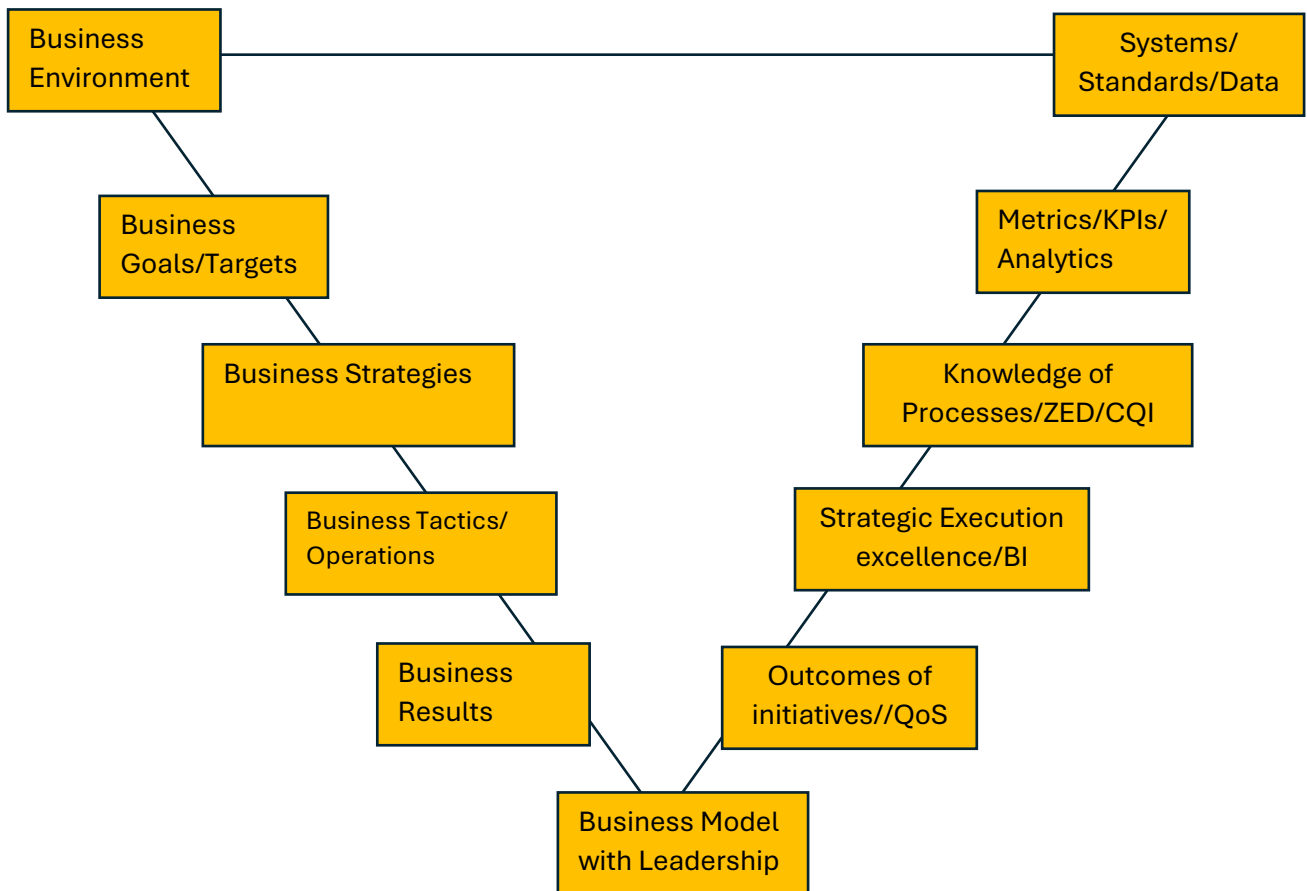 Business
Environment
Systems/
Standards/Data
Business
Goals/Targets
Metrics/KPIs/
Analytics
Business Strategies
Knowledge of
Processes/ZED/CQI
Business Tactics/
Operations
Strategic Execution
excellence/BI
Business
Results
Outcomes of
initiatives//QoS
Business Model
with Leadership